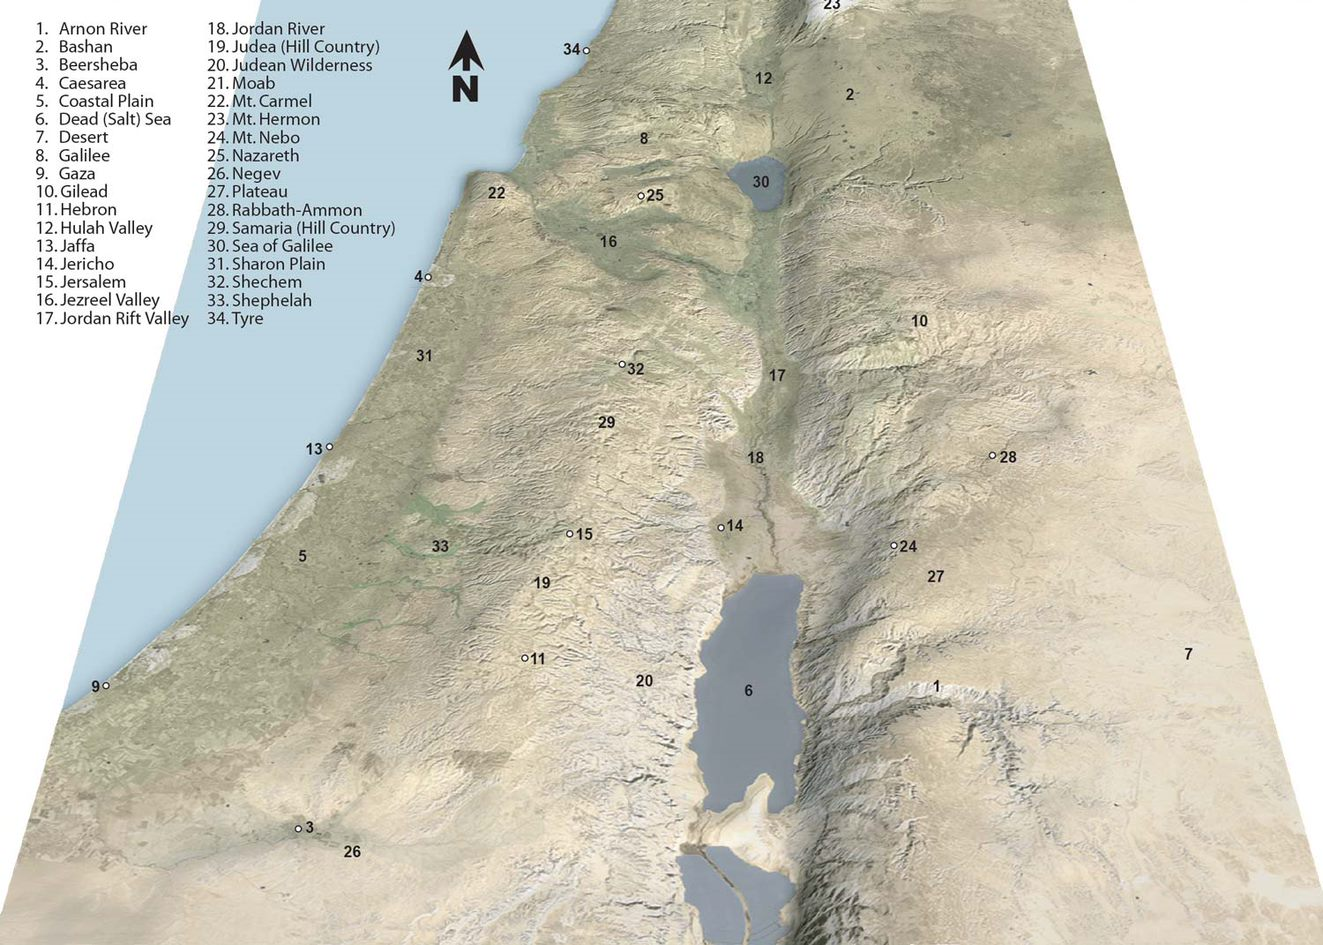 1. Arnon River
2. Bashan
3. Beersheba
4. Caesarea
5. Coastal Plain
6. Dead (Salt) Sea
7. Desert
8. Galilee
9. Gaza
10. Gilead
11. Hebron
12. Hulah Valley
13. Jaffa
14. Jericho
15. Jersalem
16. Jezreel Valley
17. Jordan Rift Valley
18. Jordan River
19. Judea (Hill Country)
20. Judean Wilderness
21. Moab
22. Mt. Carmel
23. Mt. Hermon
24. Mt. Nebo
25. Nazareth
26. Negev
27. Plateau
28. Rabbath-Ammon
29. Samaria (Hill Country)
30. Sea of Galilee
31. Sharon Plain
32. Shechem
33. Shephelah
34. Tyre
N
23
34
12
2
8
30
25
22
16
4
10
31
32
17
29
13
28
18
14
15
33
24
5
27
19
7
11
20
9
1
6
3
26